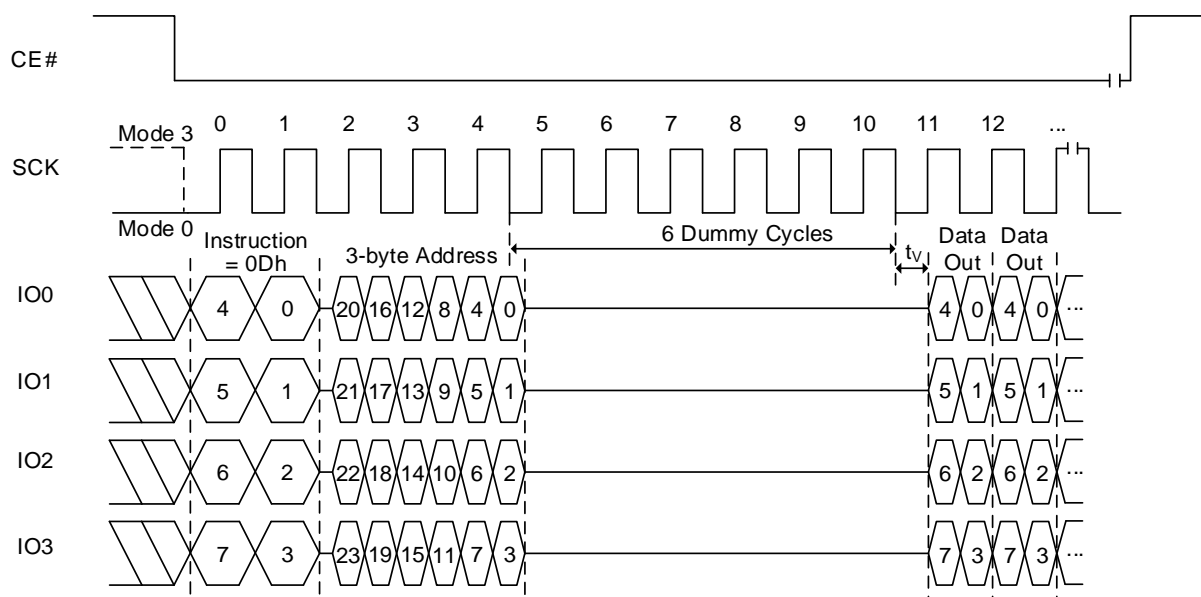 CE#
0 1 2 3 4 5 6 7 8 9 10 11 12 ...
Mode 3
SCK
Mode 0
6 Dummy Cycles
Instruction
= 0Dh
3-byte Address
tV
Data
Out
Data
Out
IO0
4 0 20 16 12 8 4 0 4 0 4 0 ...
IO1
5 1 21 17 13 9 5 1 5 1 5 1 ...
IO2
6 2 22 18 14 10 6 2 6 2 6 2 ...
IO3
7 3 23 19 15 11 7 3 7 3 7 3 ...